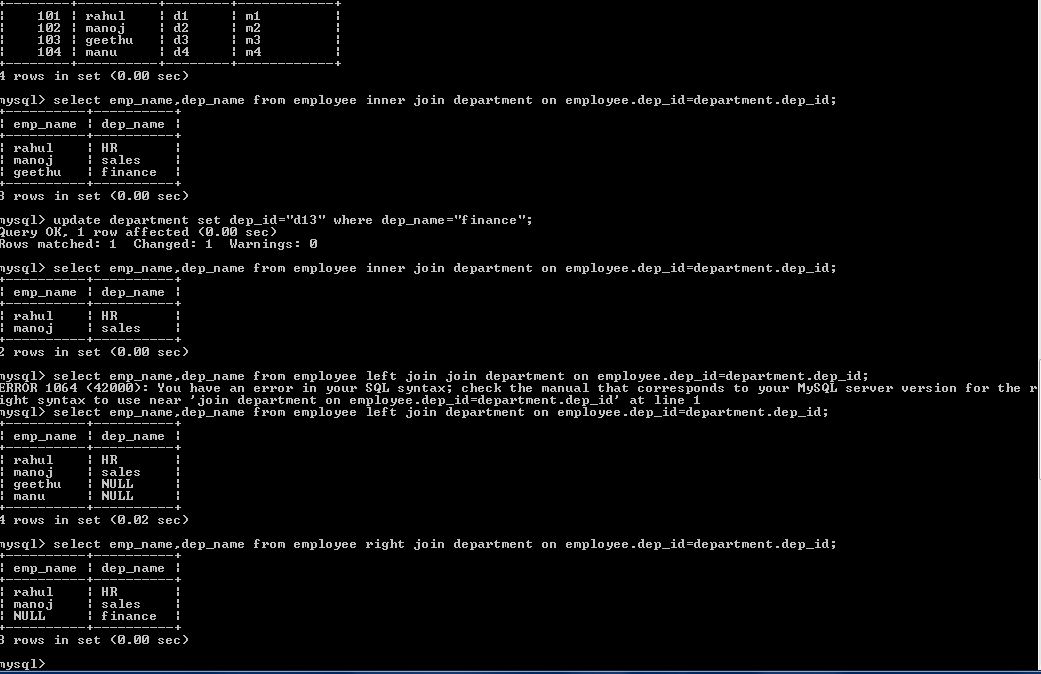 | 101 | rahul | d1 | m1 |
| 102 | manoj | d2 | m2 |
| 103 | geethu | d3 | m3 |
| 104 | manu | d4 | m4 |
4 rows in set (0.00 sec)
mysql> select emp_name,dep_name from employee inner join department on employee.dep_id=department.dep_id;
| emp_name | dep_name |
| rahul | HR |
| manoj | sales |
| geethu | finance |
3 rows in set (0.00 sec)
mysql> update department set dep_id="d13" where dep_name="finance";
Query OK, 1 row affected (0.00 sec)
Rows matched: 1 Changed: 1 Warnings: 0
mysql> select emp_name,dep_name from employee inner join department on employee.dep_id=department.dep_id;
| emp_name | dep_name |
| rahul | HR |
| manoj | sales |
2 rows in set (0.00 sec)
mysql> select emp_name,dep_name from employee left join join department on employee.dep_id=department.dep_id;
ERROR 1064 (42000): You have an error in your SQL syntax; check the manual that corresponds to your MySQL server version for the r
ight syntax to use near 'join department on employee.dep_id=department.dep_id' at line 1
mysql> select emp_name,dep_name from employee left join department on employee.dep_id=department.dep_id;
| emp_name | dep_name |
| rahul | HR |
| manoj | sales |
| geethu | NULL |
| manu | NULL |
4 rows in set (0.02 sec)
mysql> select emp_name,dep_name from employee right join department on employee.dep_id=department.dep_id;
| emp_name | dep_name |
| rahul | HR |
| manoj | sales |
| NULL | finance |
3 rows in set (0.00 sec)
mysql>